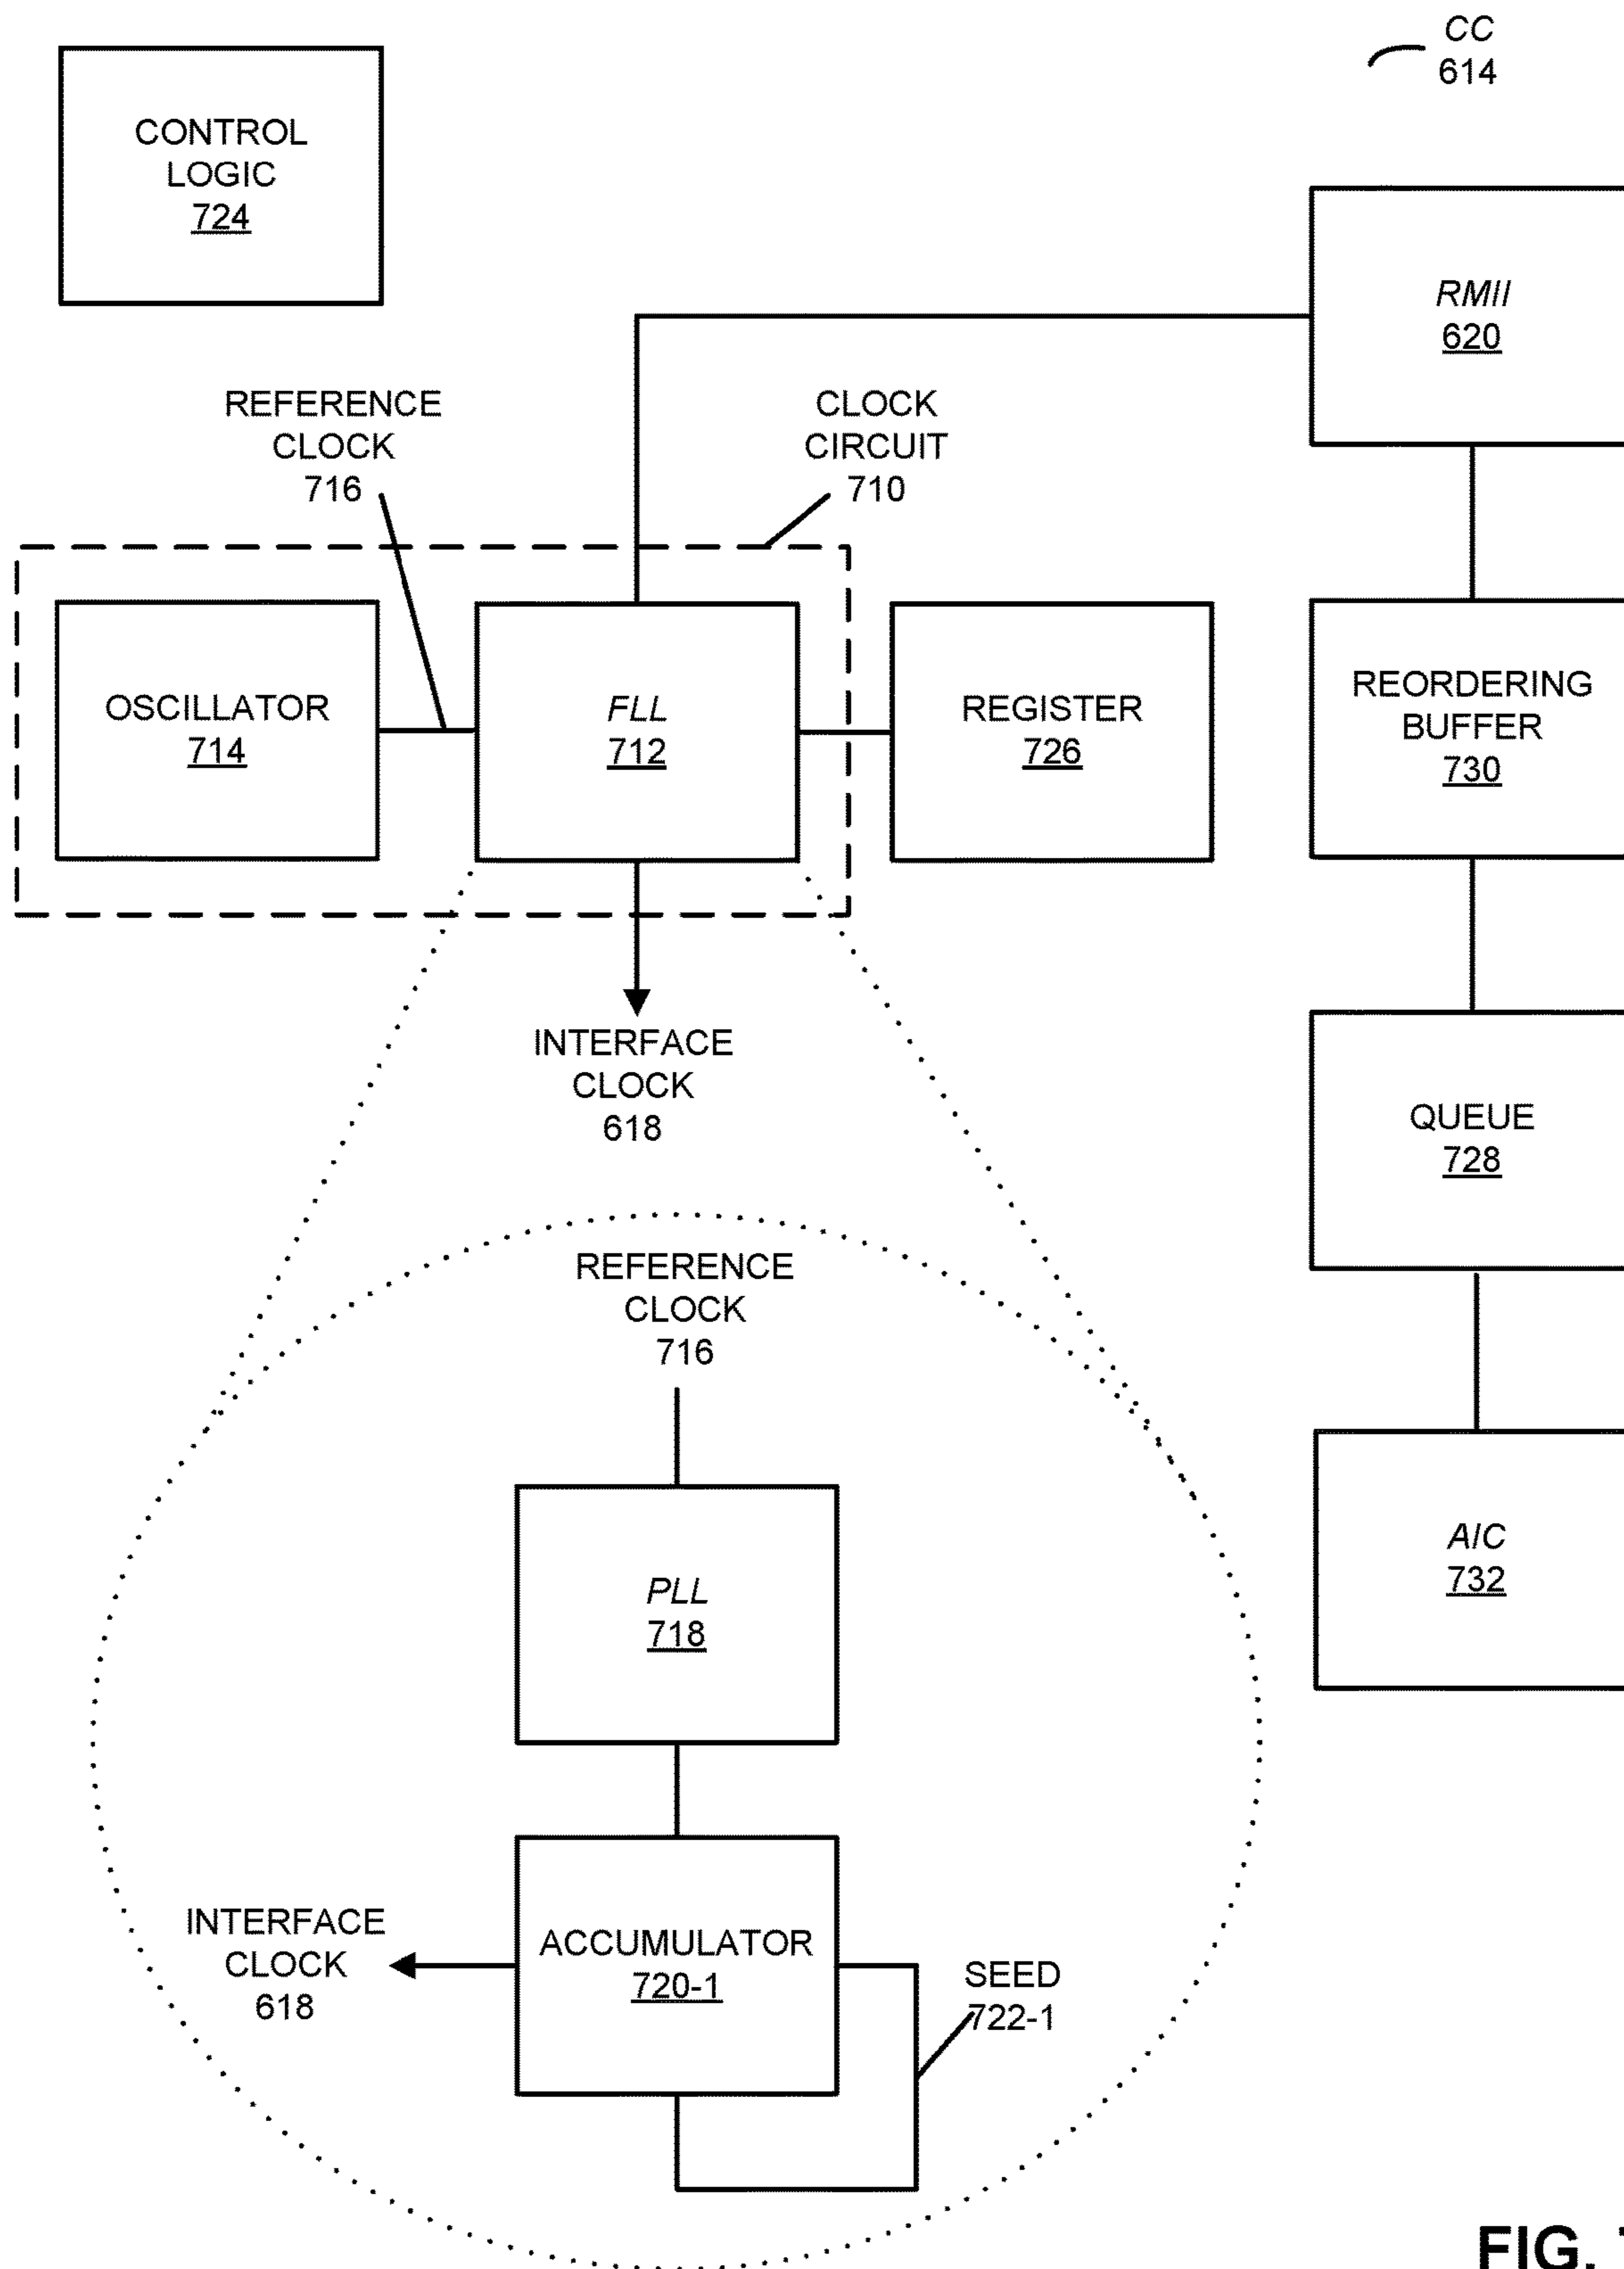 CC
614
CONTROL
LOGIC
724
RMII
620
REFERENCE
CLOCK
716
CLOCK
CIRCUIT
710
OSCILLATOR
714
FLL
712
REGISTER
726
REORDERING
BUFFER
730
INTERFACE
CLOCK
618
QUEUE
728
REFERENCE
CLOCK
716
AIC
732
PLL
718
INTERFACE
CLOCK
618
ACCUMULATOR
720-1
SEED
722-1
FIG.